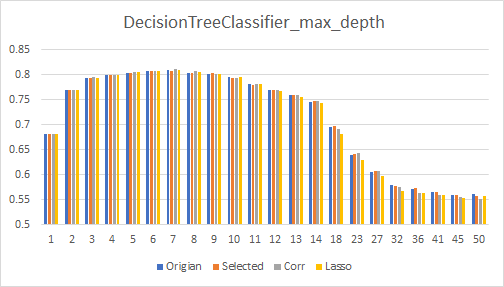 DecisionTreeClassifier_max_depth
0.85
0.8
0.75
0.7
0.65
0.6
0.55
0.5
1 2 3 4 5 6 7 8 9 10 11 12 13 14 18 23 27 32 36 41 45 50
Origian Selected Corr Lasso